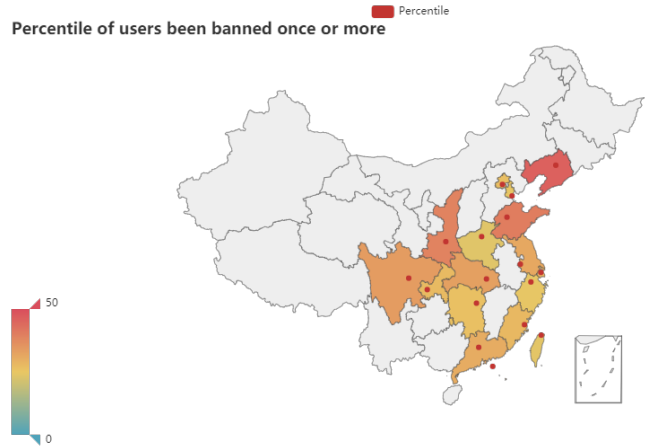 Percentile
Percentile of users been banned once or more
50
0